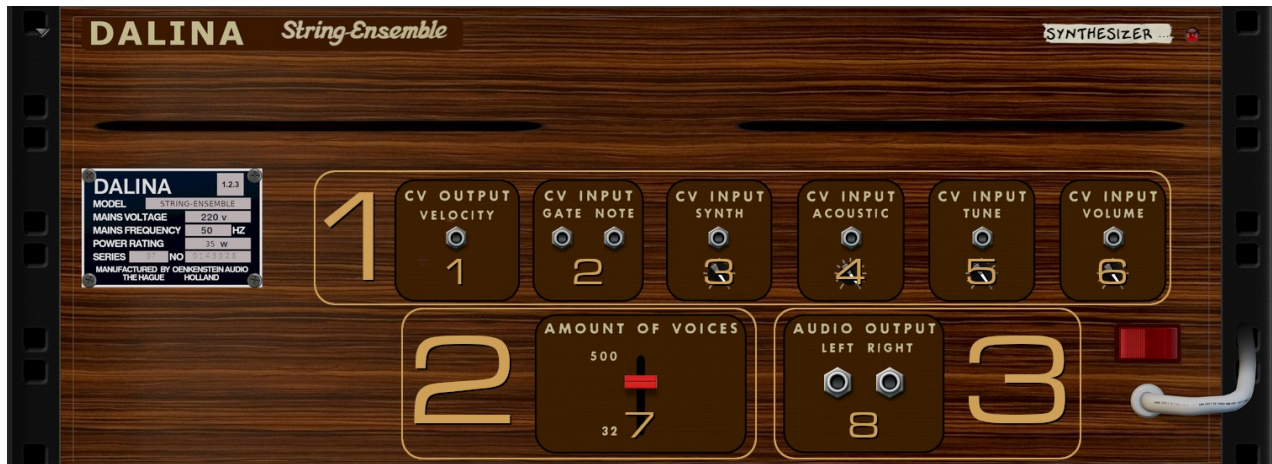 DALINA
String-Ensemble
SYNTHESIZER ...
DALINA 1.2.3
MODEL STRING-ENSEMBLE
MAINS VOLTAGE 220 v
MAINS FREQUENCY 50 HZ
POWER RATING 35 W
SERIES 97 NO 0143328
MANUFACTURED BY OENKENSTEIN AUDIO
THE HAGUE HOLLAND
1
CV OUTPUT
VELOCITY
1
CV INPUT
GATE NOTE
2
CV INPUT
SYNTH
3
CV INPUT
ACOUSTIC
4
CV INPUT
TUNE
5
CV INPUT
VOLUME
6
2
AMOUNT OF VOICES
500
32
7
AUDIO OUTPUT
LEFT RIGHT
8
3